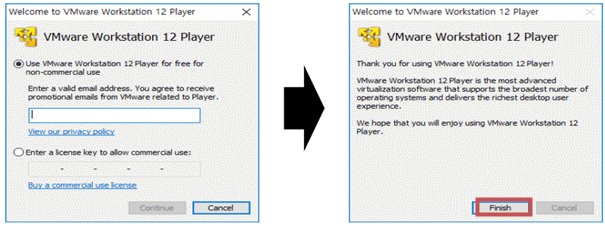 Welcome to VMware Workstation 12 Player
VMware Workstation 12 Player
Use VMware Workstation 12 Player for free for
non-commercial use
Enter a valid email address. You agree to receive
promotional emails from VMware related to Player.
View our privacy policy
Enter a license key to allow commercial use:
- - - -
Buy a commercial use license
Continue
Cancel
Welcome to VMware Workstation 12 Player
VMware Workstation 12 Player
Thank you for using VMware Workstation 12 Player!
VMware Workstation 12 Player is the most advanced
virtualization software that supports the broadest number of
operating systems and delivers the richest desktop user
experience.
We hope that you will enjoy using VMware Workstation 12
Player.
Finish
Cancel